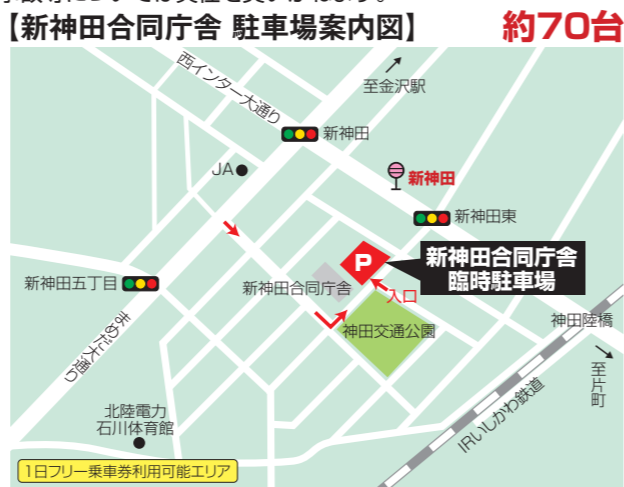 【新神田合同庁舎 駐車場案内図】
約70台
西インター大通り
至金沢駅
新神田
JA
新神田
新神田東
新神田五丁目
新神田合同庁舎
P
新神田合同庁舎
臨時駐車場
入口
神田交通公園
神田陸橋
まめだ大通り
至片町
北陸電力
石川体育館
IRいしかわ鉄道
1日フリー乗車券利用可能エリア